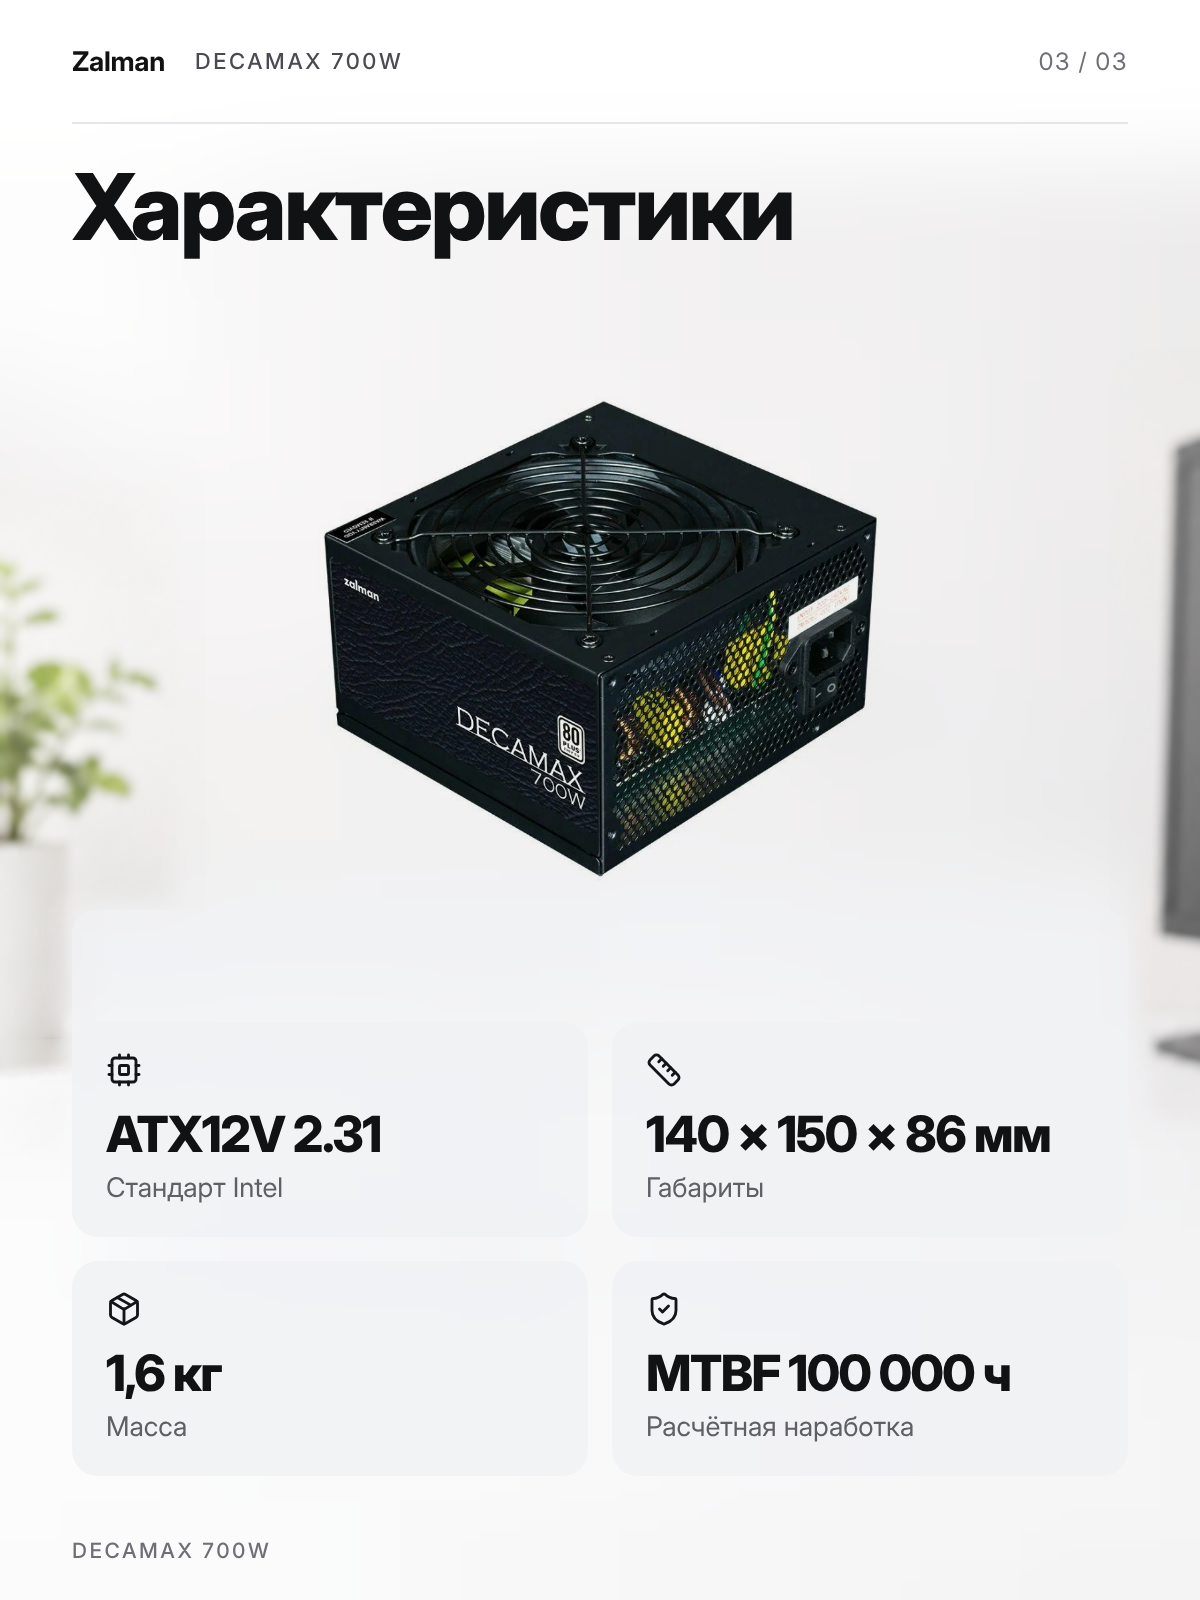 Zalman DECAMAX 700W
03 / 03
Характеристики
zalman
DECAMAX
700W
80
PLUS
ATX12V 2.31
Стандарт Intel
140 × 150 × 86 мм
Габариты
1,6 кг
Масса
MTBF 100 000 ч
Расчётная наработка
DECAMAX 700W